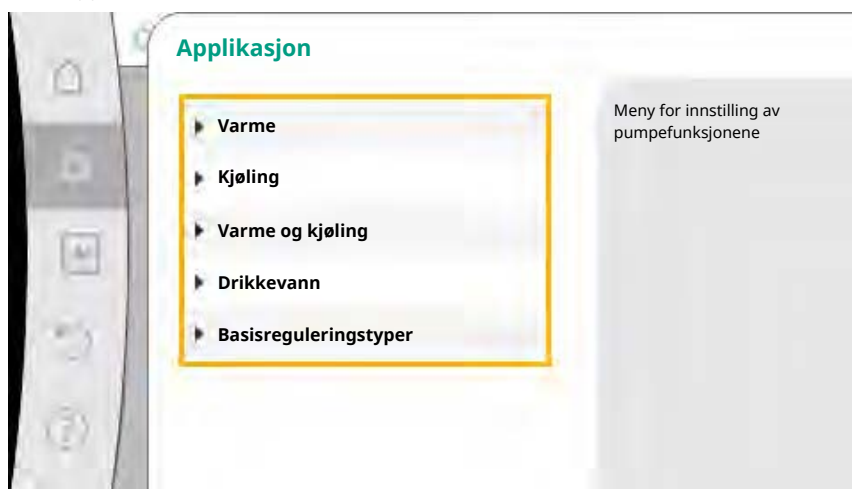 Applikasjon
Varme
Kjøling
Varme og kjøling
Drikkevann
Basisreguleringstyper
Meny for innstilling av
pumpefunksjonene